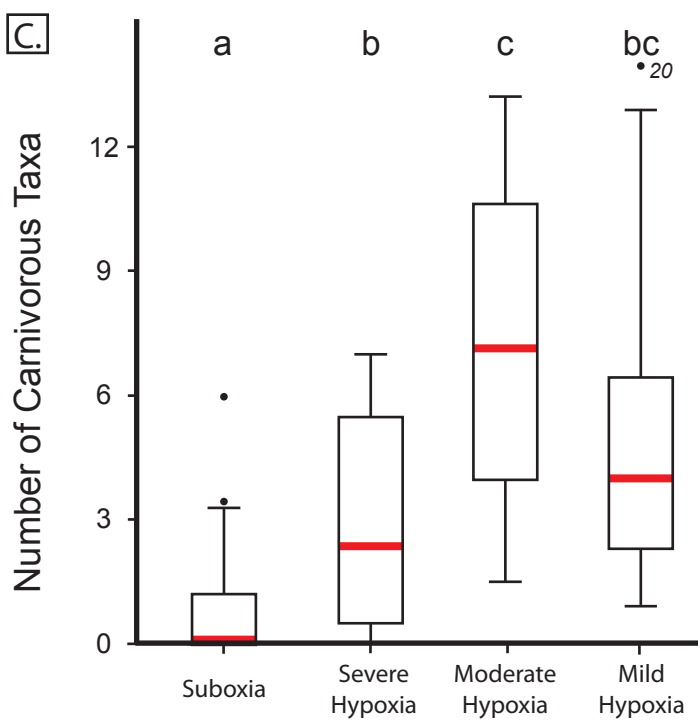 C.
a b c bc
20
Number of Carnivorous Taxa
12
9
6
3
0
Suboxia
Severe
Hypoxia
Moderate
Hypoxia
Mild
Hypoxia